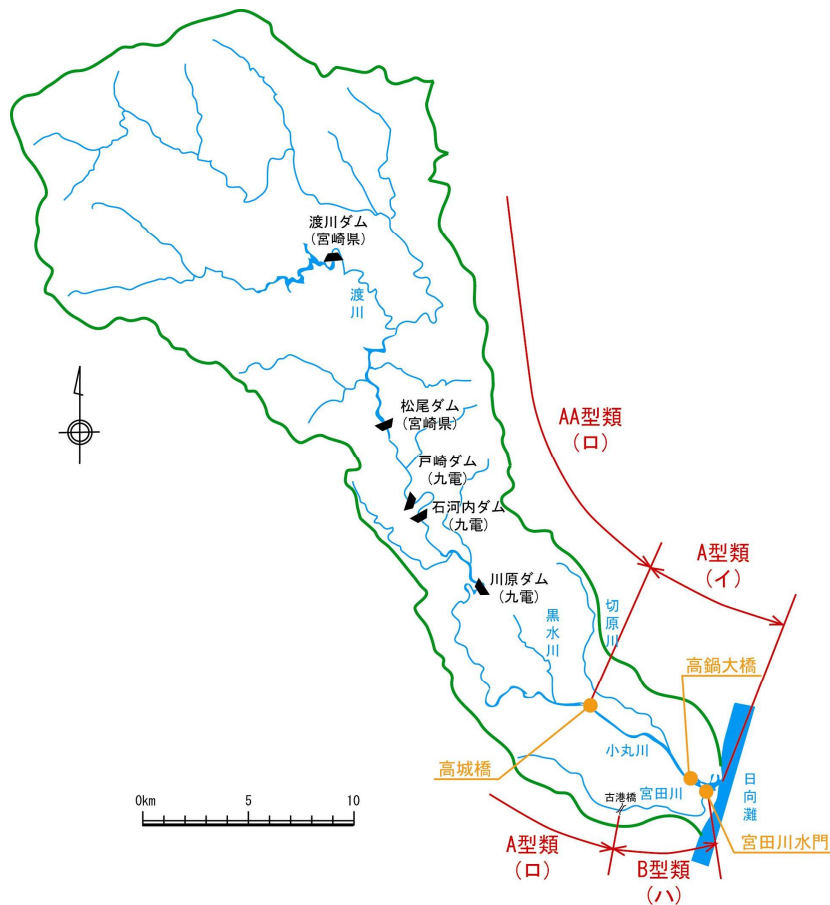 渡川ダム
(宮崎県)
渡川
松尾ダム
(宮崎県)
戸崎ダム
(九電)
石河内ダム
(九電)
川原ダム
(九電)
AA型類
(ロ)
A型類
(イ)
切原川
黒水川
高鍋大橋
小丸川
高城橋
宮田川
日向灘
古港橋
宮田川水門
A型類
(ロ)
B型類
(ハ)
0km
5
10